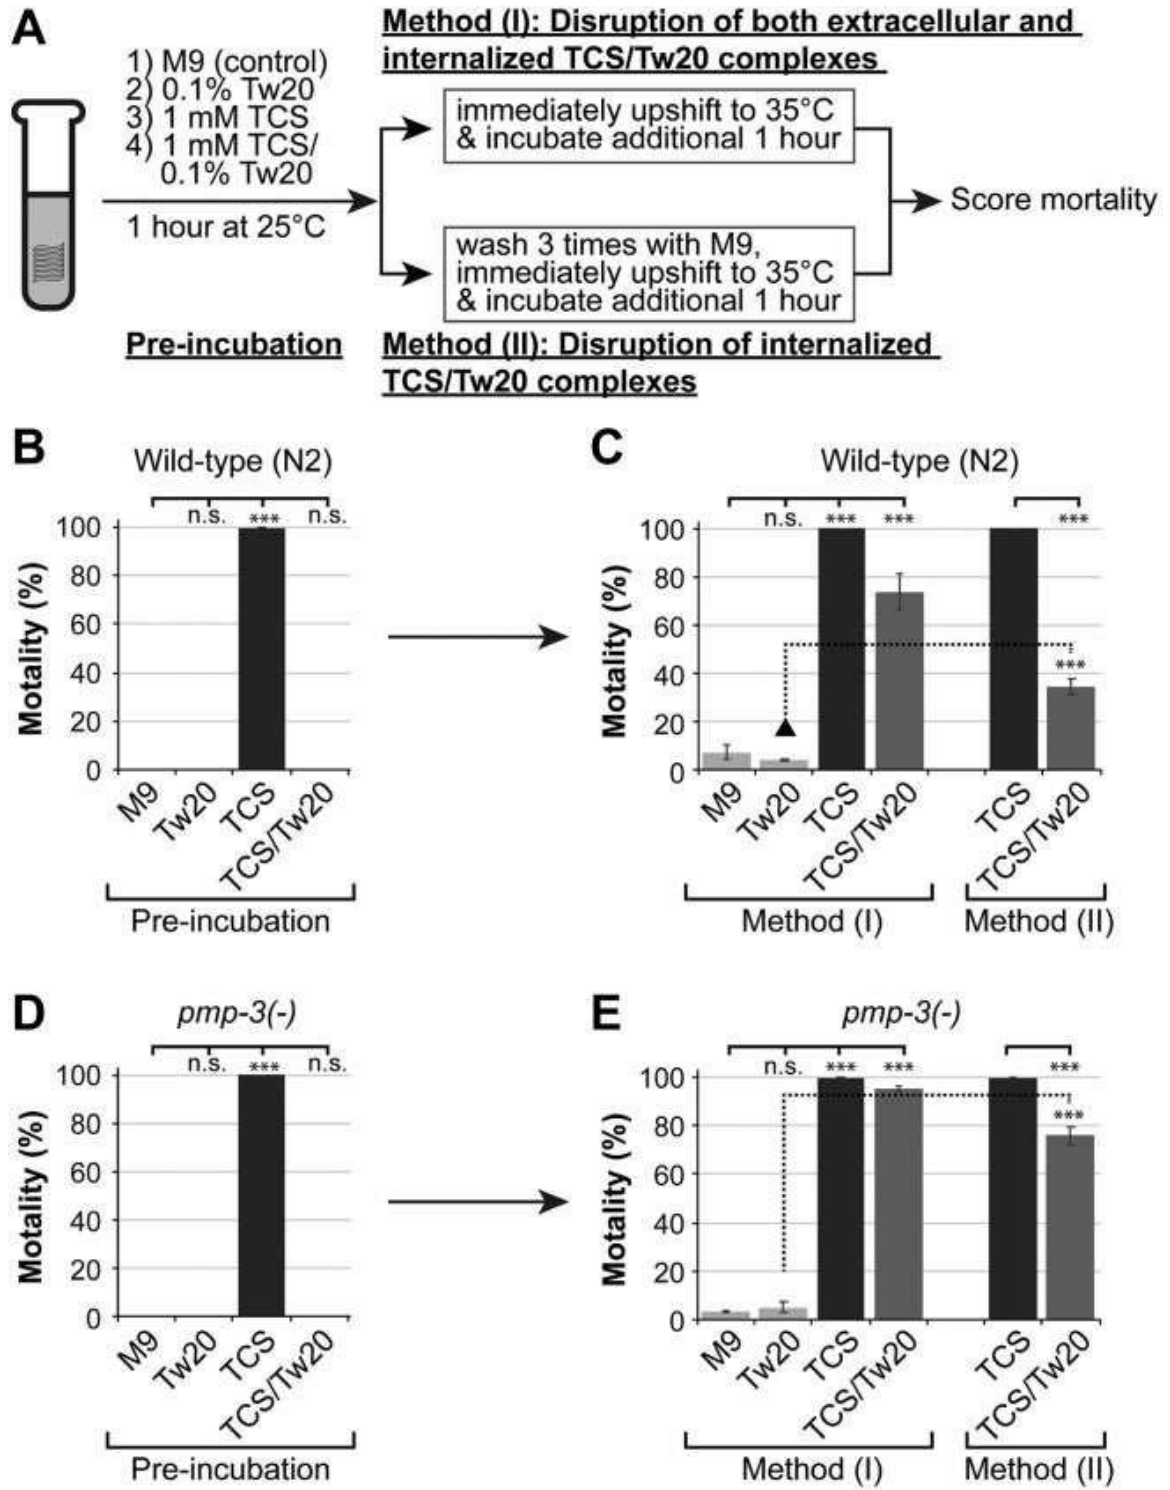 A
1) M9 (control)
2) 0.1% Tw20
3) 1 mM TCS
4) 1 mM TCS/
0.1% Tw20
1 hour at 25°C
Pre-incubation
Method (I): Disruption of both extracellular and
internalized TCS/Tw20 complexes
immediately upshift to 35°C
& incubate additional 1 hour
wash 3 times with M9,
immediately upshift to 35°C
& incubate additional 1 hour
Score mortality
Method (II): Disruption of internalized
TCS/Tw20 complexes
B
Wild-type (N2)
n.s. *** n.s.
Motality (%)
100
80
60
40
20
0
M9
Tw20
TCS
TCS/Tw20
Pre-incubation
C
Wild-type (N2)
n.s. *** *** ***
***
Motality (%)
100
80
60
40
20
0
M9
Tw20
TCS
TCS/Tw20
TCS
TCS/Tw20
Method (I)
Method (II)
D
pmp-3(-)
n.s. *** n.s.
Motality (%)
100
80
60
40
20
0
M9
Tw20
TCS
TCS/Tw20
Pre-incubation
E
pmp-3(-)
n.s. *** *** ***
***
Motality (%)
100
80
60
40
20
0
M9
Tw20
TCS
TCS/Tw20
TCS
TCS/Tw20
Method (I)
Method (II)